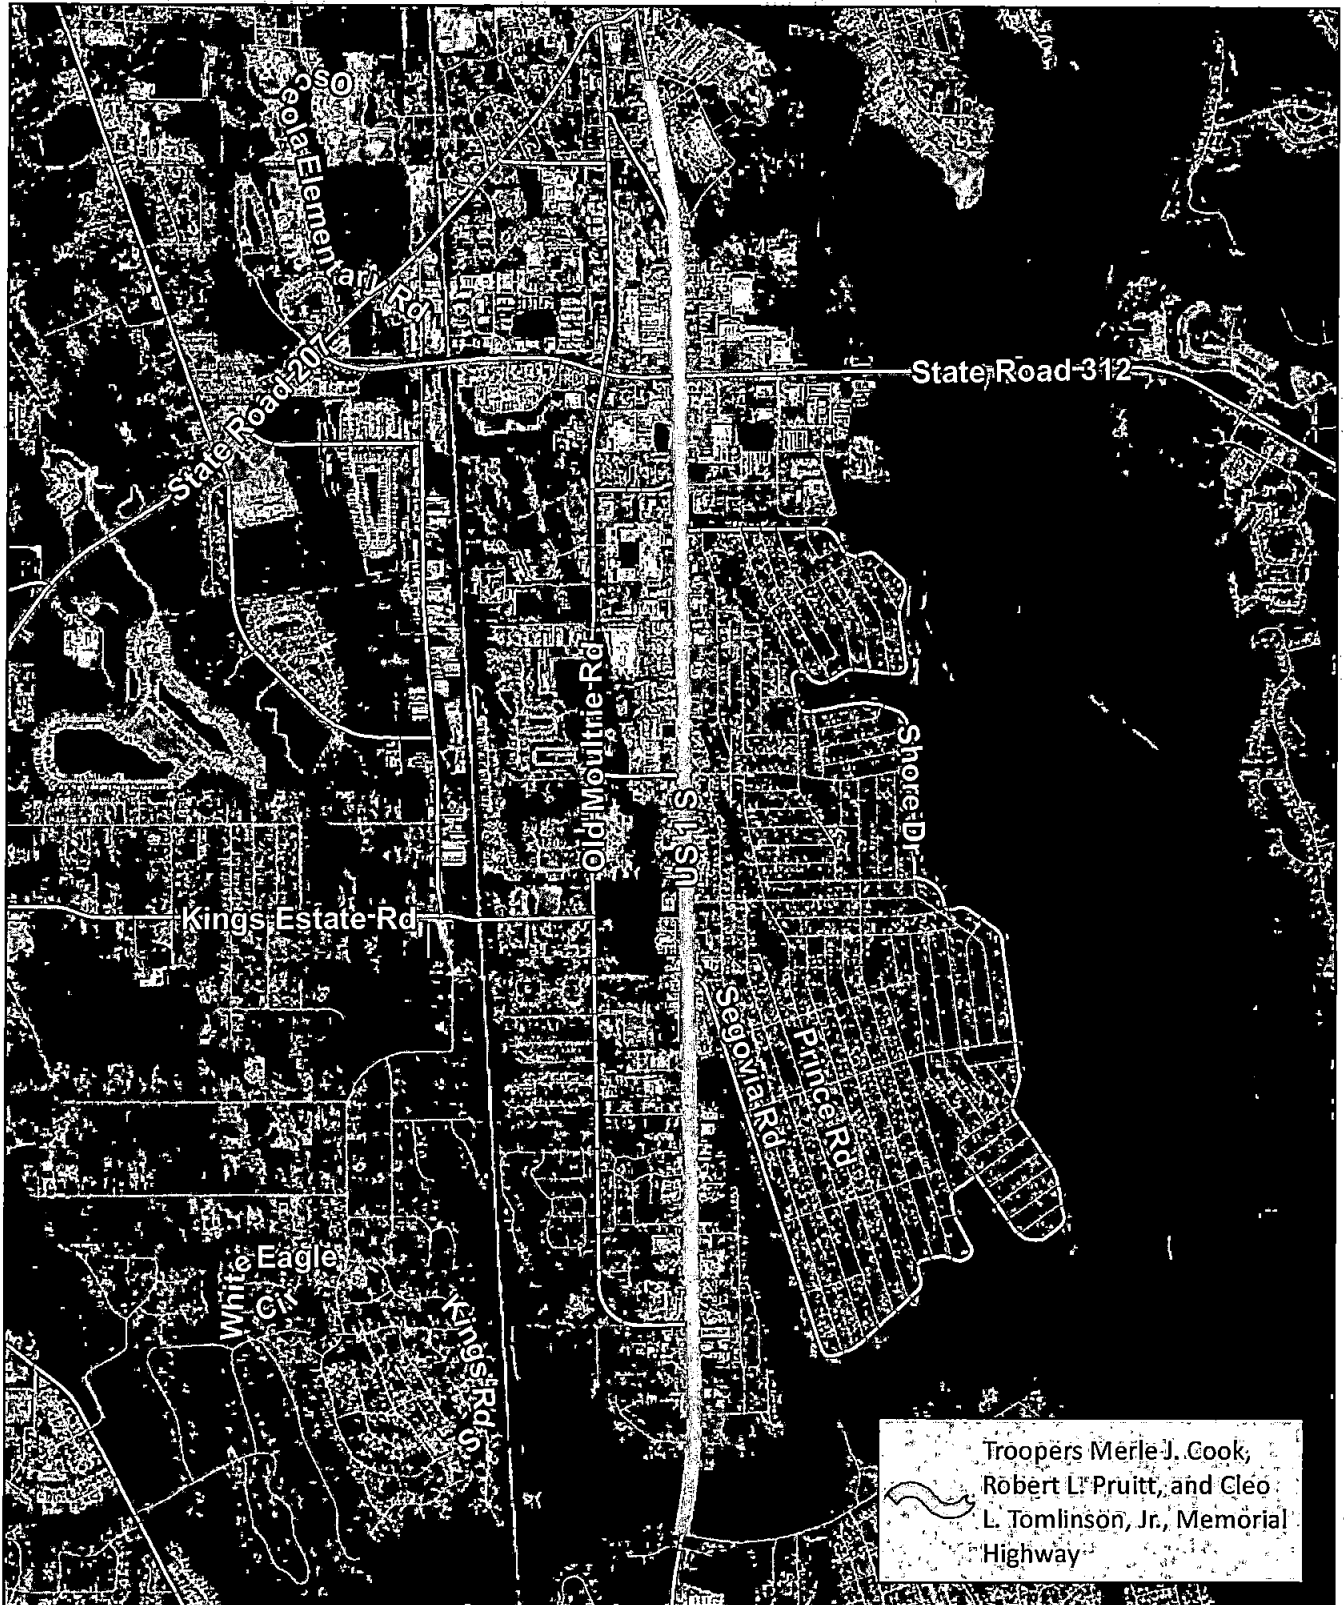 Osceola Elementary Rd
State Road 312
State Road 207
Old Moultrie Rd
Shore Dr
US 1 S
Kings Estate Rd
Segovia Rd
Prince Rd
White Eagle
Cir
Kings Rd S
Troopers Merle J. Cook,
Robert L. Pruitt, and Cleo
L. Tomlinson, Jr., Memorial
Highway